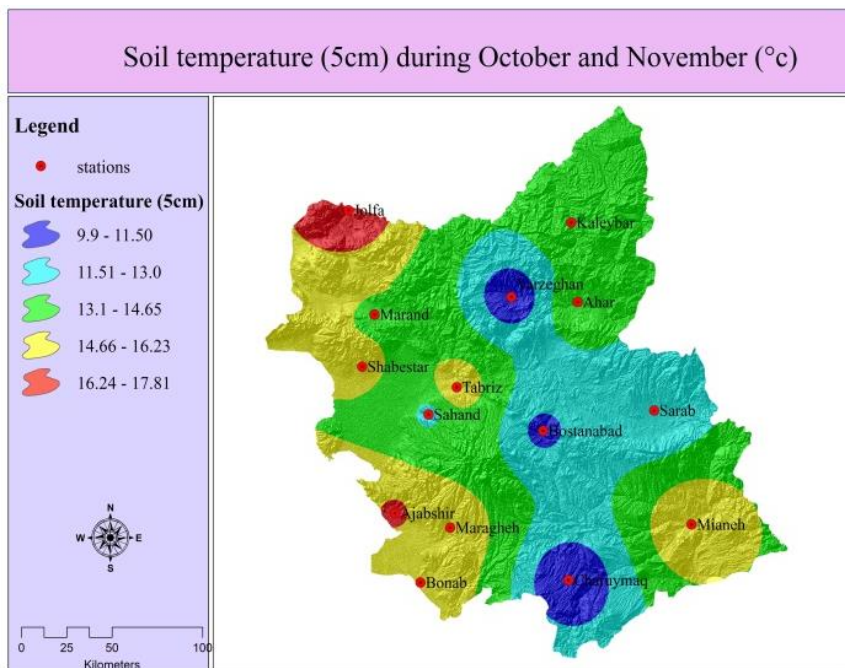 Soil temperature (5cm) during October and November (°c)
Legend
stations
Soil temperature (5cm)
9.9 - 11.50
11.51 - 13.0
13.1 - 14.65
14.66 - 16.23
16.24 - 17.81
N
W E
S
0 25 50 100
Kilometers
Jolfa
Kaleybar
Varzeghan
Ahar
Marand
Shabestar
Tabriz
Sahand
Sarab
Bostanabad
Ajabshir
Maragheh
Mianeh
Bonab
Charuymaq